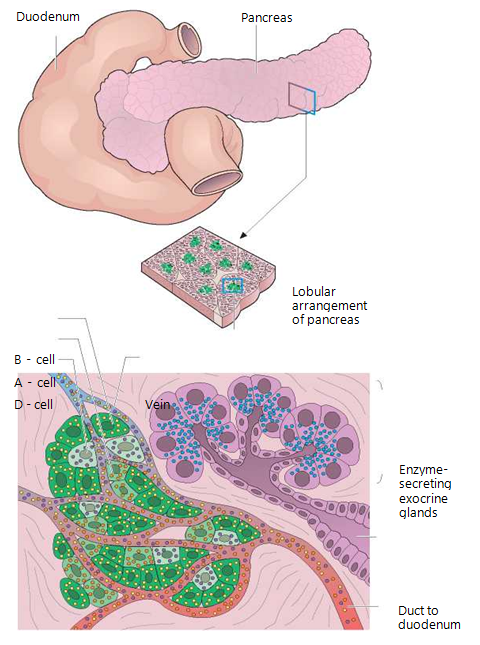 Duodenum
Pancreas
Lobular
arrangement
of pancreas
B - cell
A - cell
D - cell
Vein
Enzyme-
secreting
exocrine
glands
Duct to
duodenum